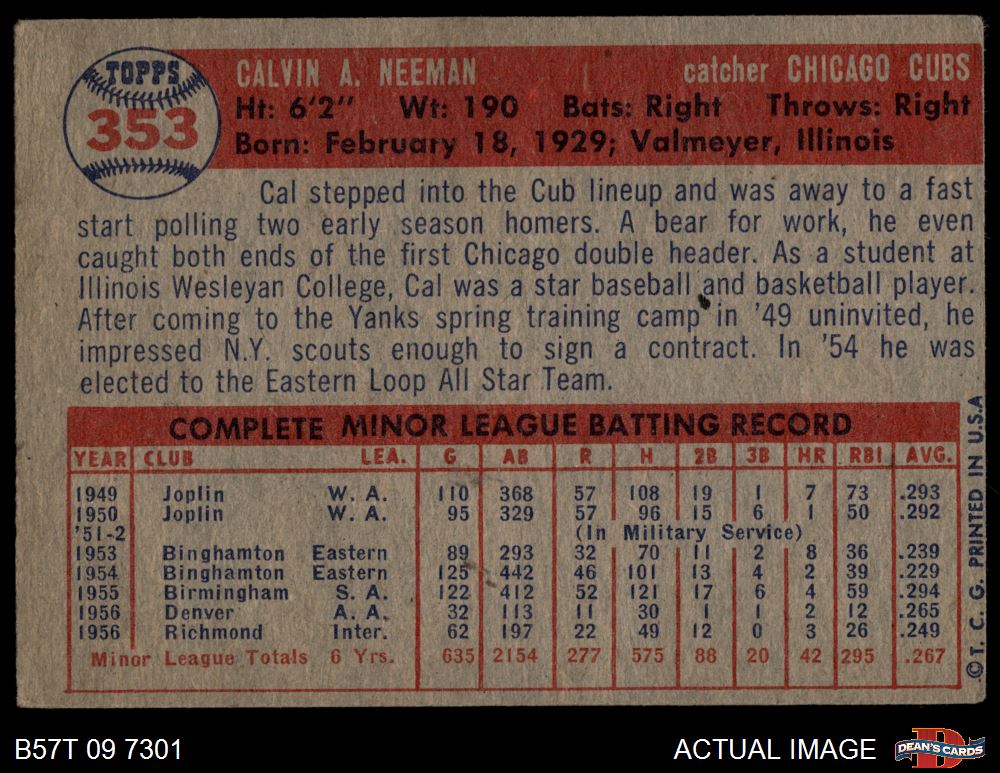 TOPPS
353
CALVIN A. NEEMAN catcher CHICAGO CUBS
Ht: 6'2" Wt: 190 Bats: Right Throws: Right
Born: February 18, 1929; Valmeyer, Illinois
Cal stepped into the Cub lineup and was away to a fast
start polling two early season homers. A bear for work, he even
caught both ends of the first Chicago double header. As a student at
Illinois Wesleyan College, Cal was a star baseball and basketball player.
After coming to the Yanks spring training camp in '49 uninvited, he
impressed N.Y. scouts enough to sign a contract. In '54 he was
elected to the Eastern Loop All Star Team.
COMPLETE MINOR LEAGUE BATTING RECORD
YEAR CLUB LEA. G AB R H 2B 3B HR RBI AVG.
1949 Joplin W. A. 110 368 57 108 19 1 7 73 .293
1950 Joplin W. A. 95 329 57 96 15 6 1 50 .292
'51-2 (In Military Service)
1953 Binghamton Eastern 89 293 32 70 11 2 8 36 .239
1954 Binghamton Eastern 125 442 46 101 13 4 2 39 .229
1955 Birmingham S. A. 122 412 52 121 17 6 4 59 .294
1956 Denver A. A. 32 113 11 30 1 1 2 12 .265
1956 Richmond Inter. 62 197 22 49 12 0 3 26 .249
Minor League Totals 6 Yrs. 635 2154 277 575 88 20 42 295 .267
©T. C. G. PRINTED IN U.S.A
B57T 09 7301 ACTUAL IMAGE
D
DEAN'S CARDS